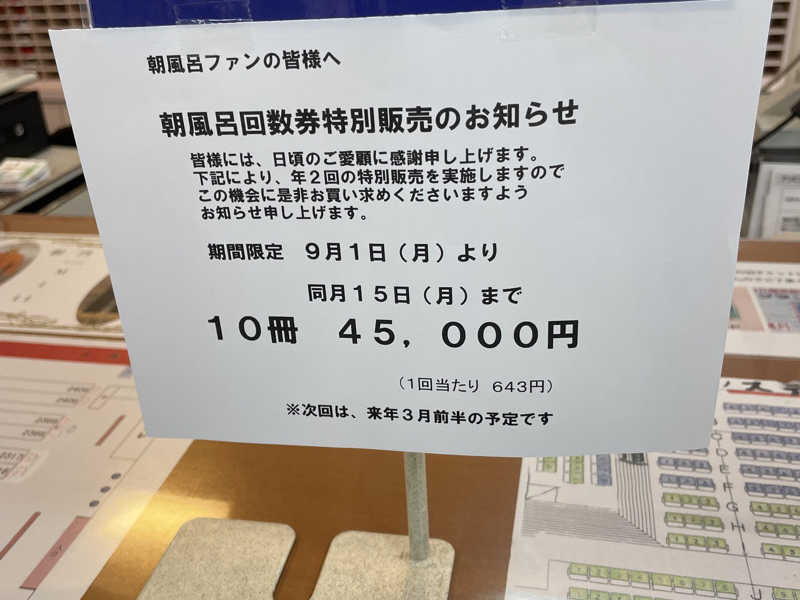 朝風呂ファンの皆様へ
朝風呂回数券特別販売のお知らせ
皆様には、日頃のご愛顧に感謝申し上げます。
下記により、年２回の特別販売を実施しますので
この機会に是非お買い求めくださいますよう
お知らせ申し上げます。
期間限定　９月１日（月）より
同月１５日（月）まで
１０冊　４５，０００円
（1回当たり　643円）
※次回は、来年３月前半の予定です